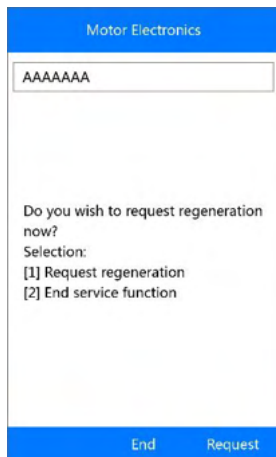 Motor Electronics
AAAAAAA
Do you wish to request regeneration
now?
Selection:
[1] Request regeneration
[2] End service function
End Request